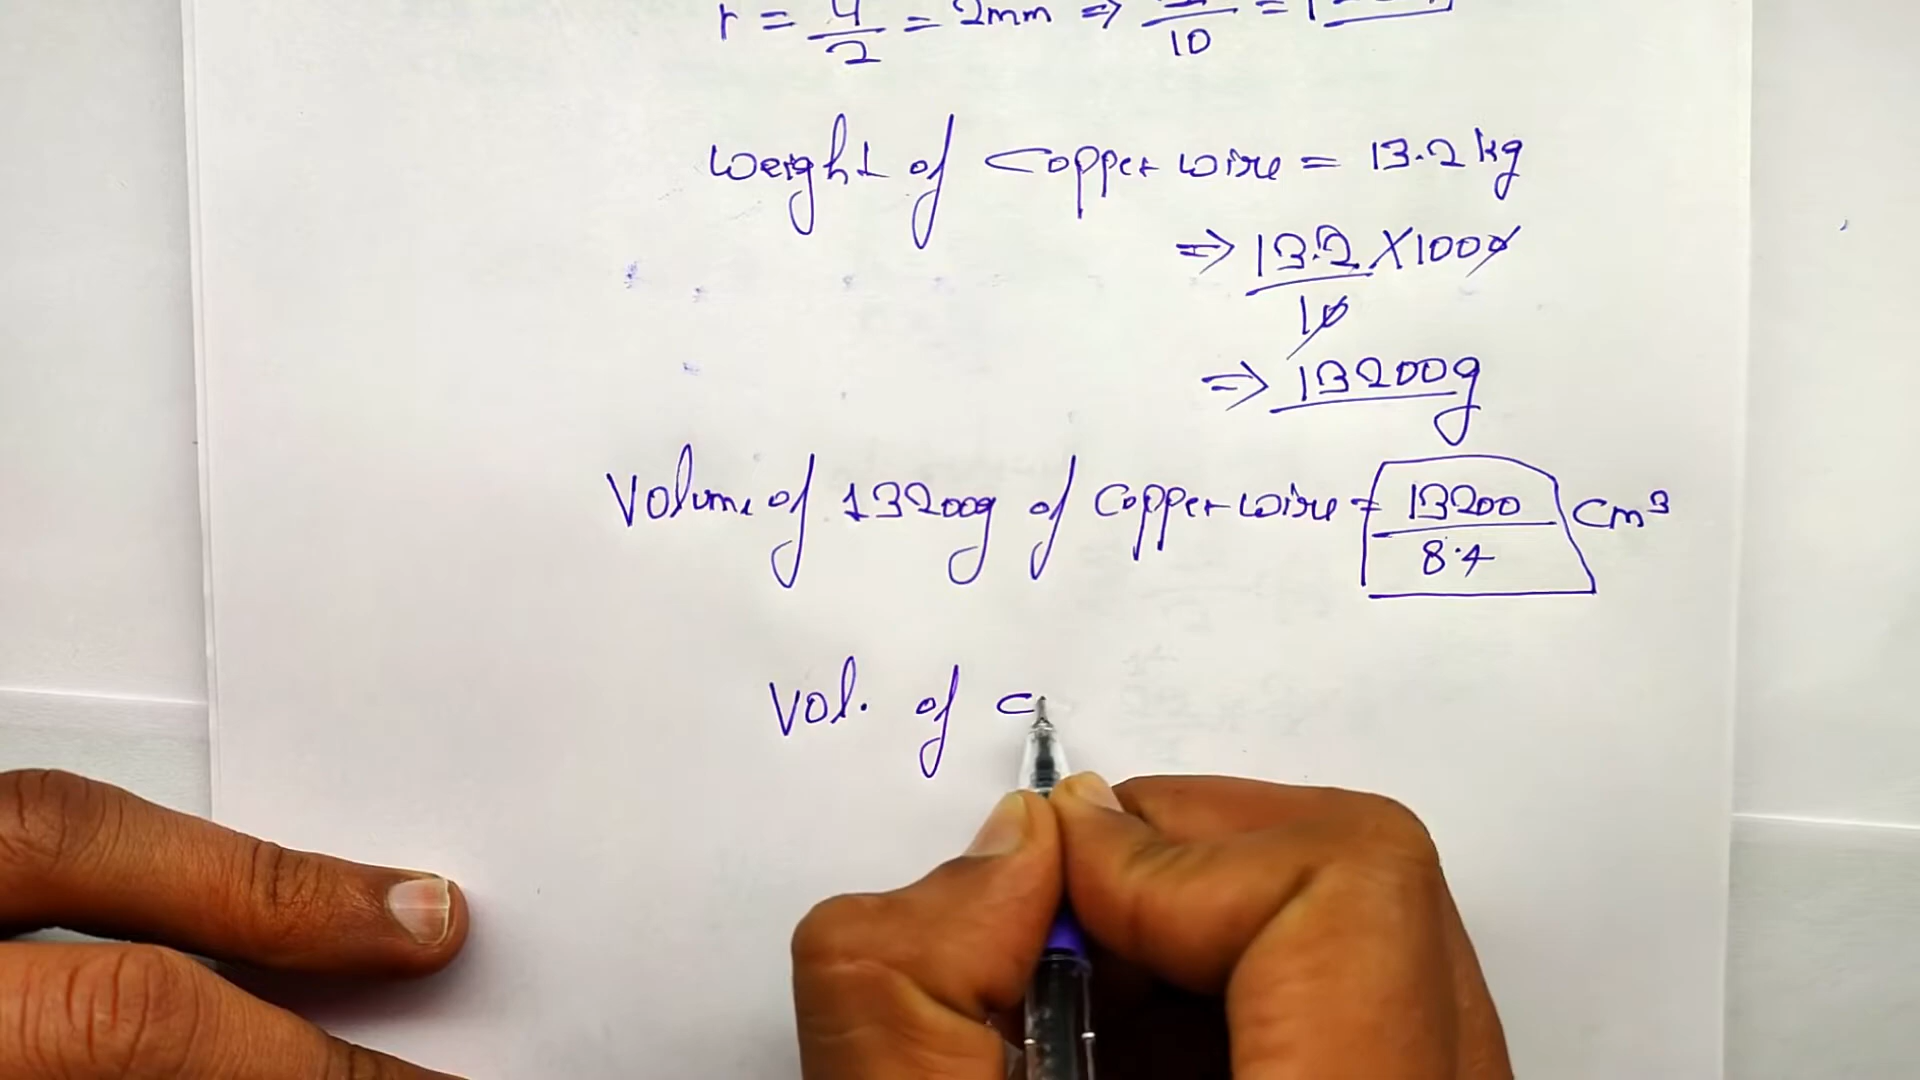 r = 4/2 = 2mm ⇒ /10 =
Weight of Copper wire = 13.2 kg
⇒ 13.2 × 1000
10
⇒ 13200g
Volume of 13200g of Copper wire = 13200/8.4 cm³
Vol. of c